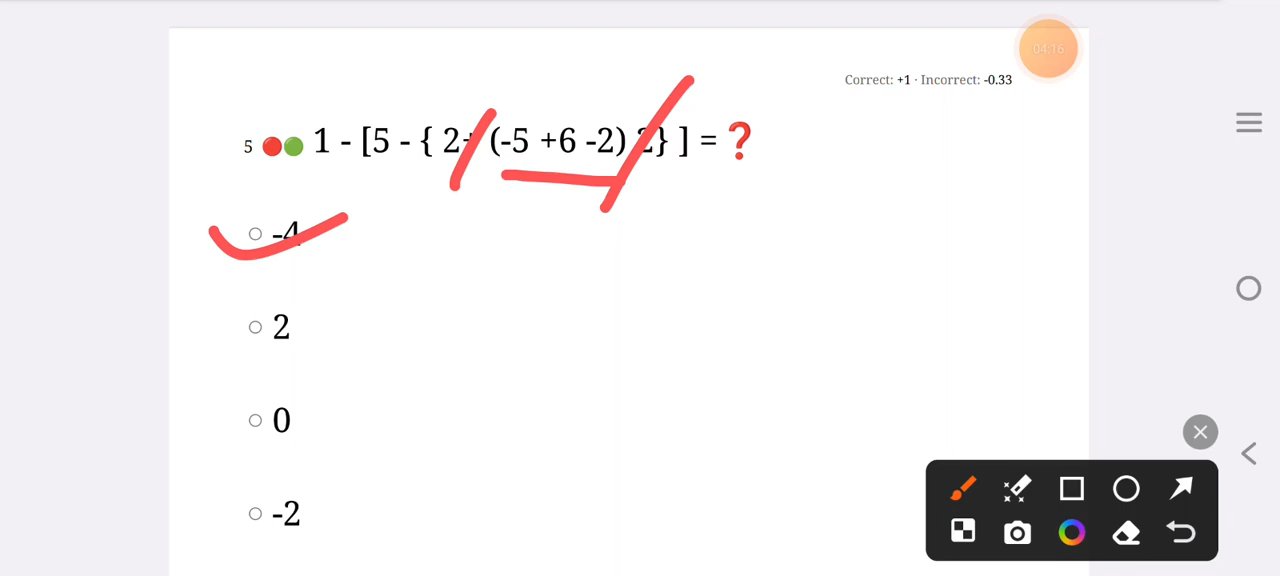 04:16
Correct: +1 · Incorrect: -0.33
5 🔴🟢 1 - [5 - { 2+ (-5 +6 -2) 2} ] = ❓
-4
2
0
-2